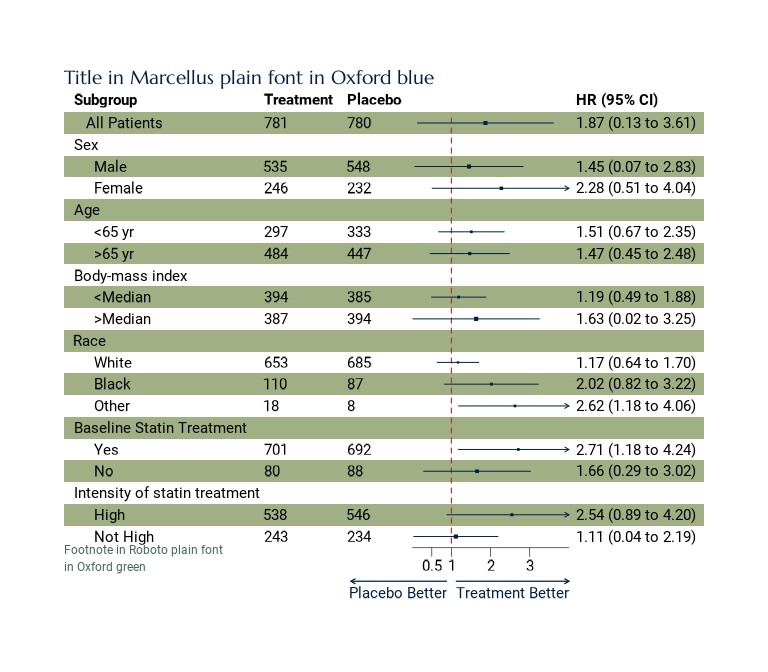 Title in Marcellus plain font in Oxford blue
Subgroup Treatment Placebo HR (95% CI)
All Patients 781 780 1.87 (0.13 to 3.61)
Sex
Male 535 548 1.45 (0.07 to 2.83)
Female 246 232 2.28 (0.51 to 4.04)
Age
<65 yr 297 333 1.51 (0.67 to 2.35)
>65 yr 484 447 1.47 (0.45 to 2.48)
Body-mass index
<Median 394 385 1.19 (0.49 to 1.88)
>Median 387 394 1.63 (0.02 to 3.25)
Race
White 653 685 1.17 (0.64 to 1.70)
Black 110 87 2.02 (0.82 to 3.22)
Other 18 8 2.62 (1.18 to 4.06)
Baseline Statin Treatment
Yes 701 692 2.71 (1.18 to 4.24)
No 80 88 1.66 (0.29 to 3.02)
Intensity of statin treatment
High 538 546 2.54 (0.89 to 4.20)
Not High 243 234 1.11 (0.04 to 2.19)
Footnote in Roboto plain font
in Oxford green
0.5 1 2 3
Placebo Better Treatment Better